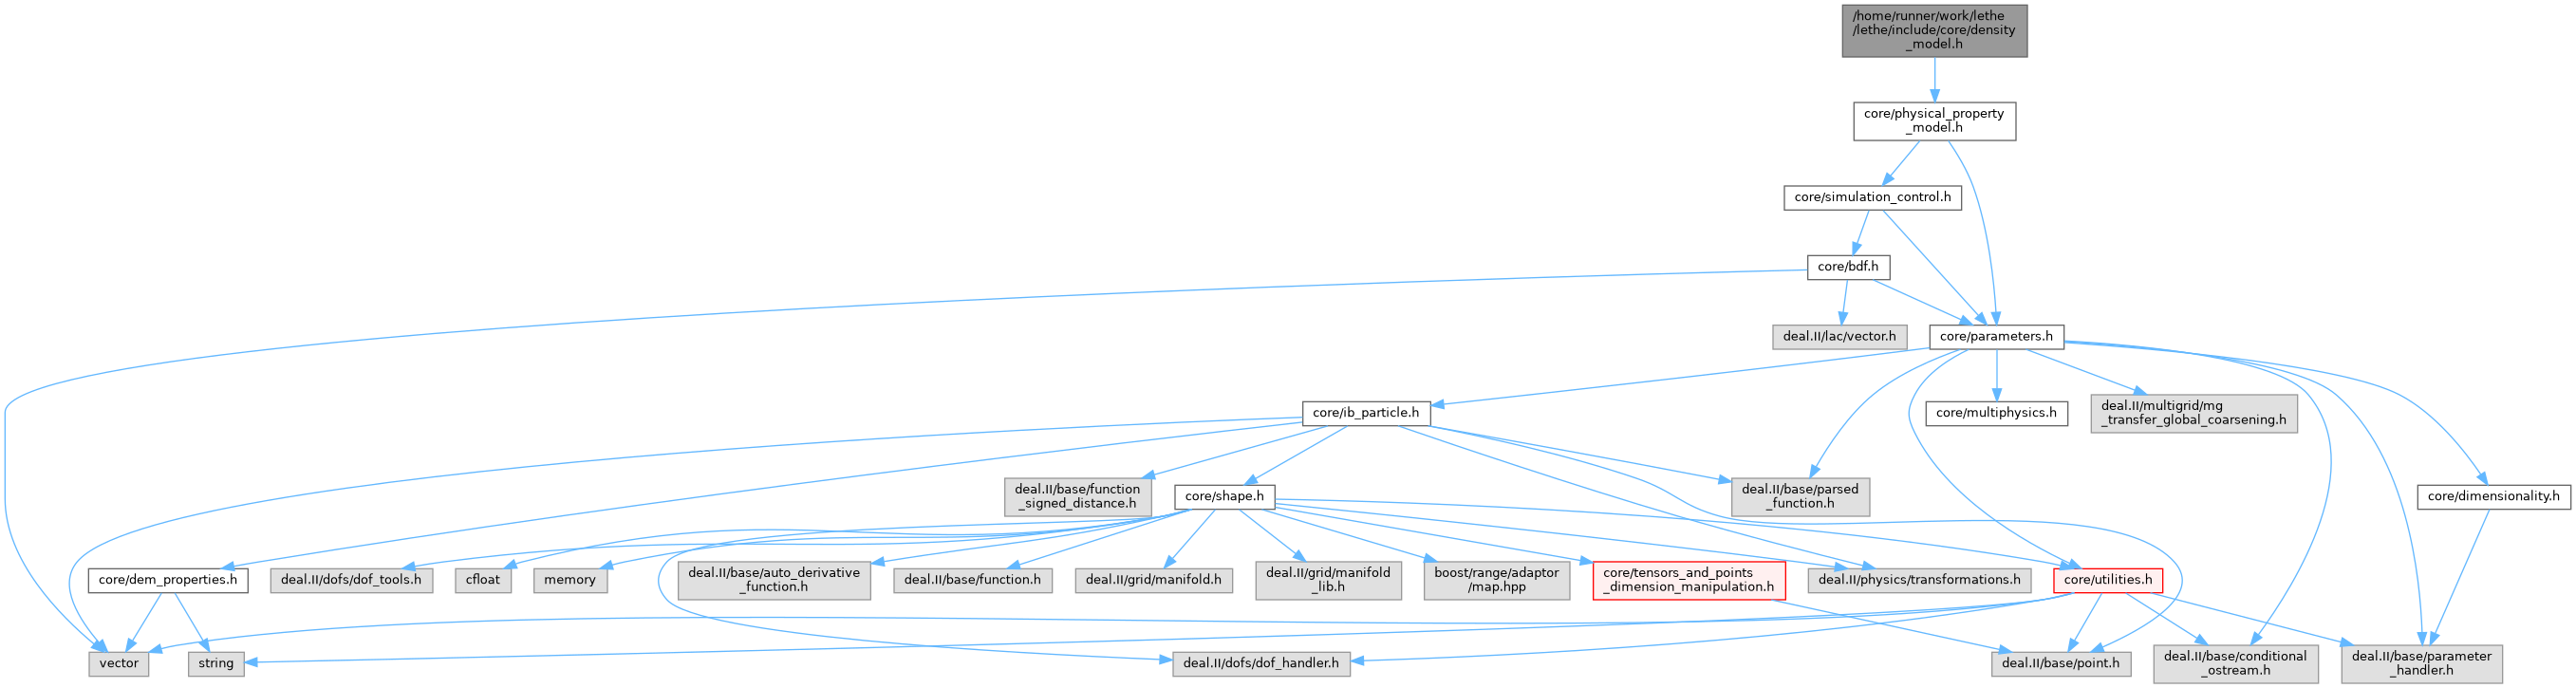 /home/runner/work/lethe
/lethe/include/core/density
_model.h
core/physical_property
_model.h
core/simulation_control.h
core/bdf.h
deal.II/lac/vector.h
core/parameters.h
core/ib_particle.h
core/multiphysics.h
deal.II/multigrid/mg
_transfer_global_coarsening.h
deal.II/base/function
_signed_distance.h
core/shape.h
deal.II/base/parsed
_function.h
core/dimensionality.h
core/dem_properties.h
deal.II/dofs/dof_tools.h
cfloat
memory
deal.II/base/auto_derivative
_function.h
deal.II/base/function.h
deal.II/grid/manifold.h
deal.II/grid/manifold
_lib.h
boost/range/adaptor
/map.hpp
core/tensors_and_points
_dimension_manipulation.h
deal.II/physics/transformations.h
core/utilities.h
vector
string
deal.II/dofs/dof_handler.h
deal.II/base/point.h
deal.II/base/conditional
_ostream.h
deal.II/base/parameter
_handler.h